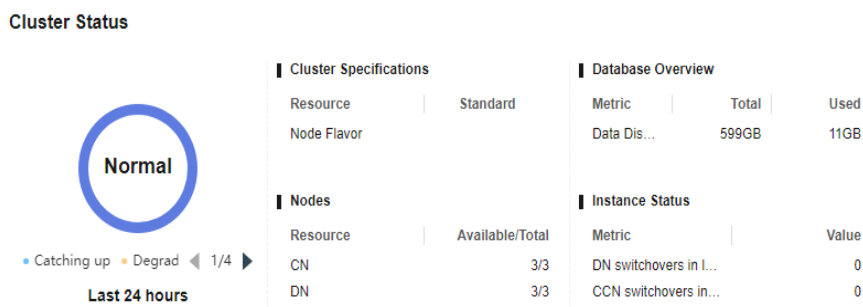 Cluster Status
Normal
Catching up Degrad 1/4
Last 24 hours
Cluster Specifications
Resource Standard
Node Flavor
Nodes
Resource Available/Total
CN 3/3
DN 3/3
Database Overview
Metric Total Used
Data Dis... 599GB 11GB
Instance Status
Metric Value
DN switchovers in l... 0
CCN switchovers in... 0